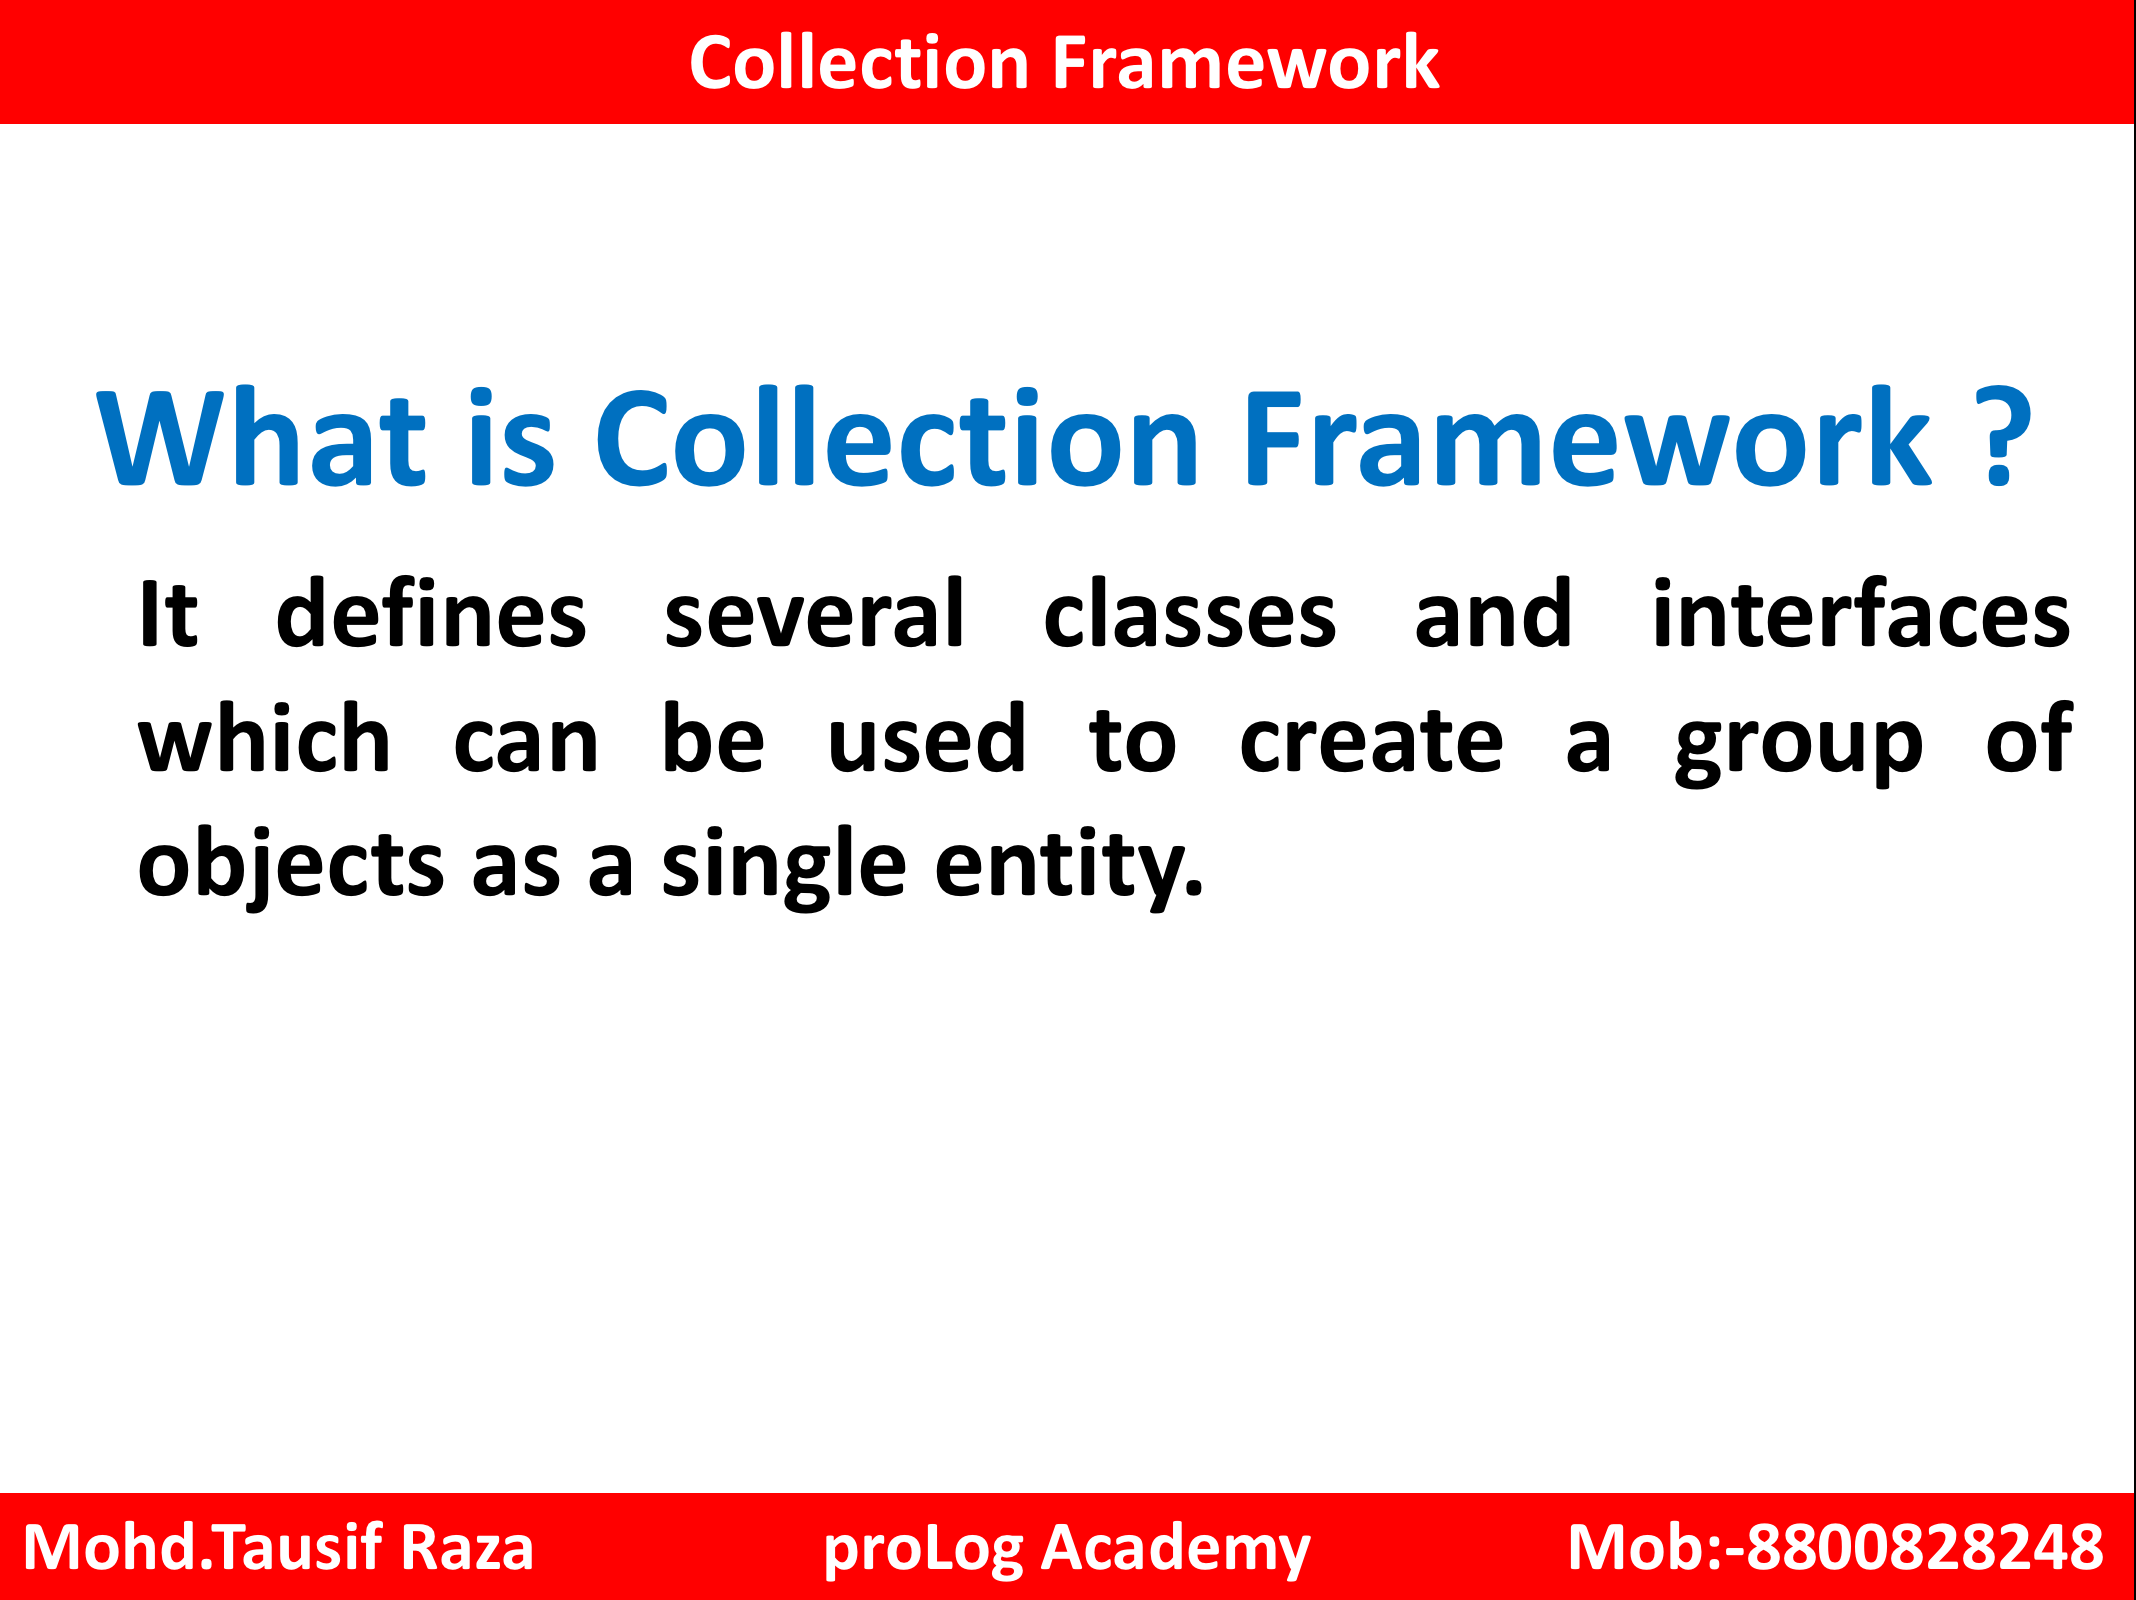 Collection Framework
What is Collection Framework ?
It defines several classes and interfaces
which can be used to create a group of
objects as a single entity.
Mohd.Tausif Raza proLog Academy Mob:-8800828248